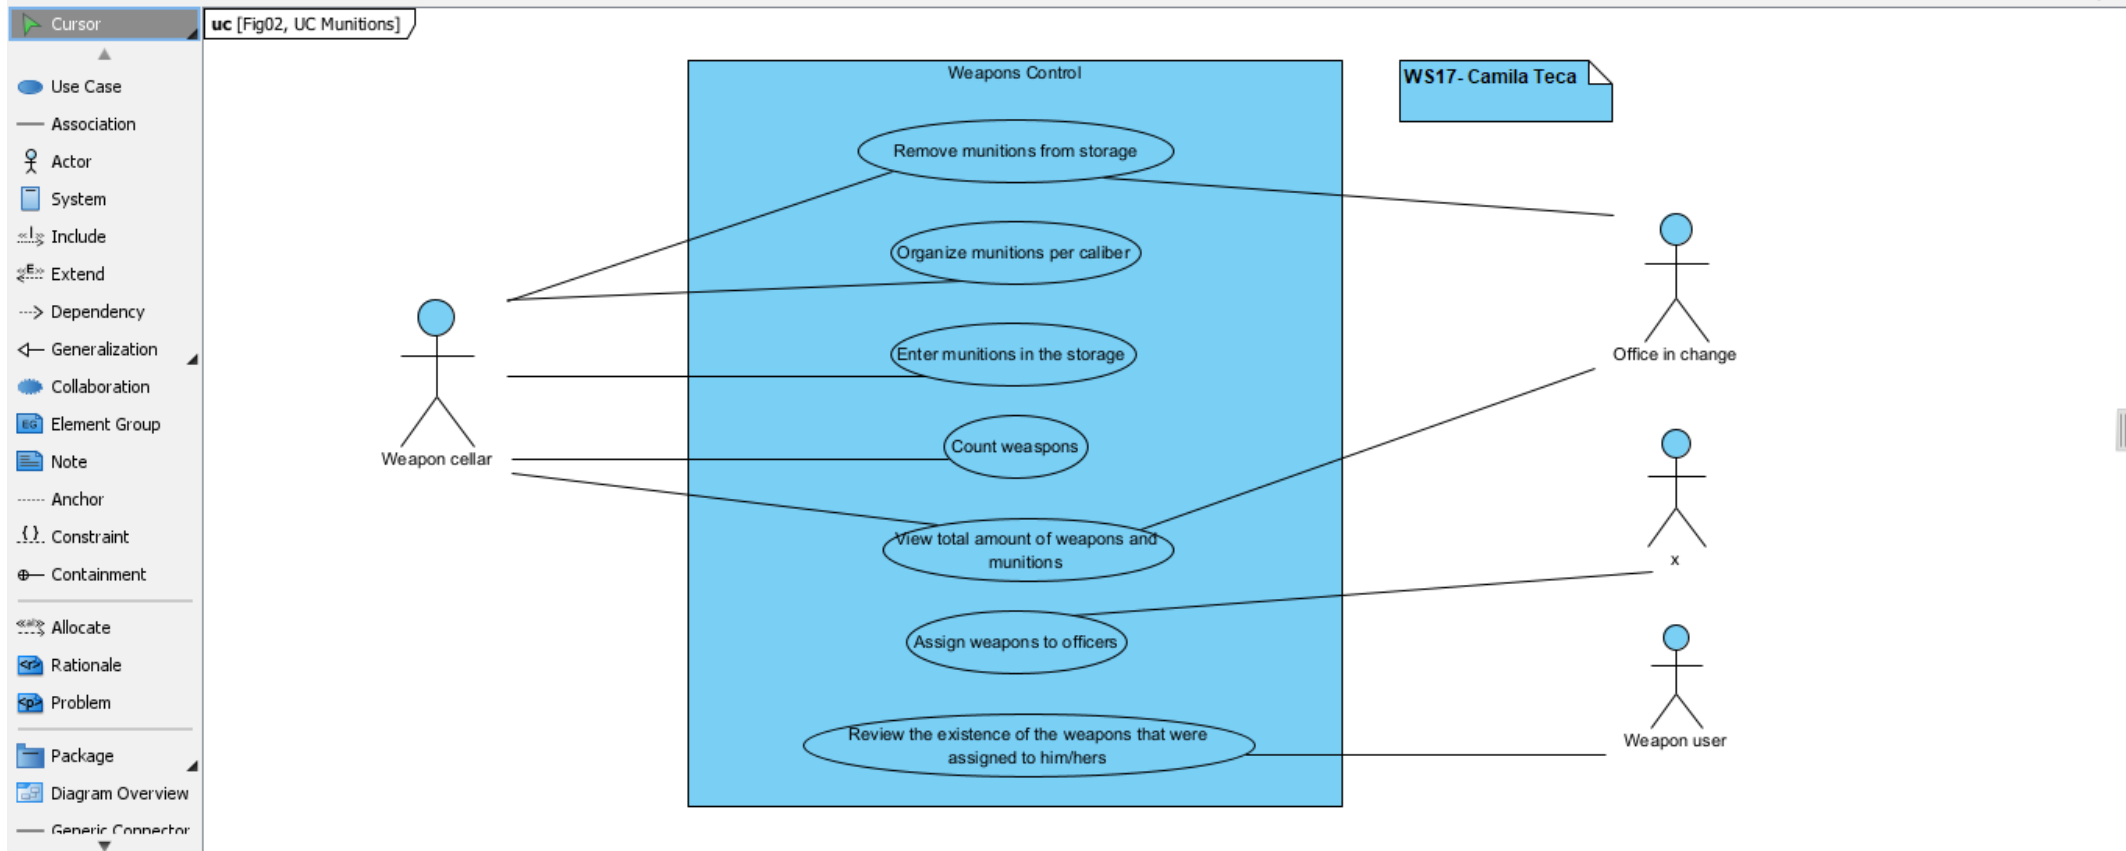 Cursor
Use Case
Association
Actor
System
Include
Extend
Dependency
Generalization
Collaboration
Element Group
Note
Anchor
Constraint
Containment
Allocate
Rationale
Problem
Package
Diagram Overview
Generic Connector
uc [Fig02, UC Munitions]
Weapons Control
WS17- Camila Teca
Remove munitions from storage
Organize munitions per caliber
Enter munitions in the storage
Count weaspons
View total amount of weapons and
munitions
Assign weapons to officers
Review the existence of the weapons that were
assigned to him/hers
Weapon cellar
Office in change
x
Weapon user